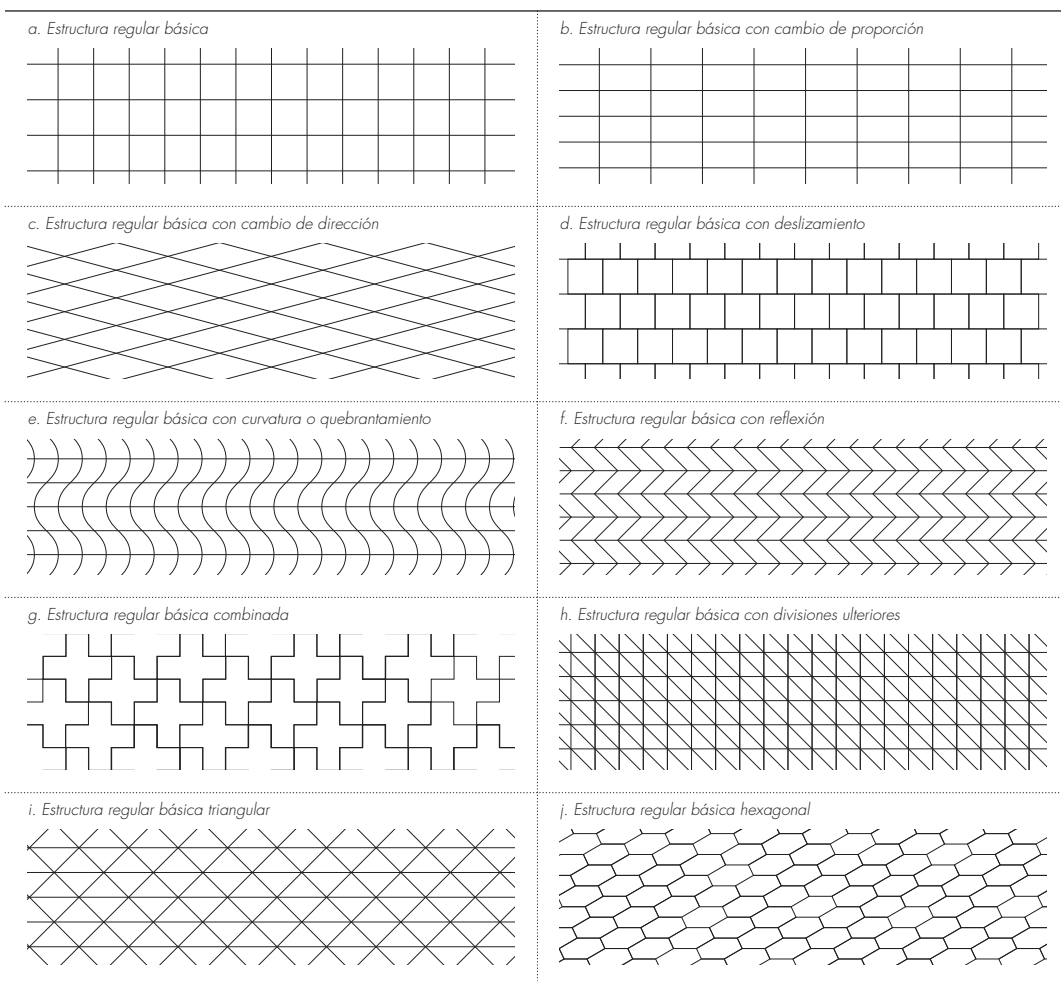 a. Estructura regular básica
b. Estructura regular básica con cambio de proporción
c. Estructura regular básica con cambio de dirección
d. Estructura regular básica con deslizamiento
e. Estructura regular básica con curvatura o quebrantamiento
f. Estructura regular básica con reflexión
g. Estructura regular básica combinada
h. Estructura regular básica con divisiones ulteriores
i. Estructura regular básica triangular
j. Estructura regular básica hexagonal